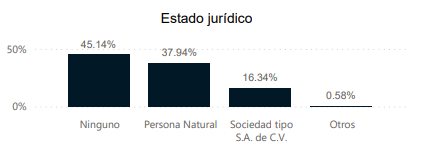 Estado jurídico
50%
0%
45.14%
37.94%
16.34%
0.58%
Ninguno
Persona Natural
Sociedad tipo
S.A. de C.V.
Otros